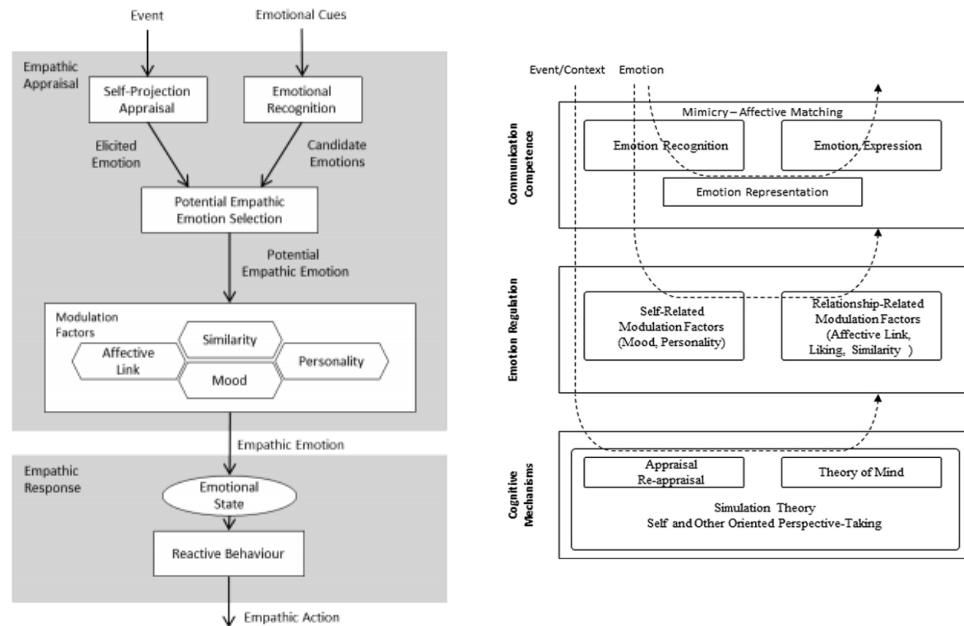 Event
Emotional Cues
Empathic
Appraisal
Self-Projection
Appraisal
Emotional
Recognition
Elicited
Emotion
Candidate
Emotions
Potential Empathic
Emotion Selection
Potential
Empathic Emotion
Modulation
Factors
Similarity
Affective
Link
Personality
Mood
Empathic Emotion
Empathic
Response
Emotional
State
Reactive Behaviour
Empathic Action
Event/Context
Emotion
Communication
Competence
Mimicry – Affective Matching
Emotion Recognition
Emotion Expression
Emotion Representation
Emotion Regulation
Self-Related
Modulation Factors
(Mood, Personality)
Relationship-Related
Modulation Factors
(Affective Link,
Liking, Similarity )
Cognitive
Mechanisms
Appraisal
Re-appraisal
Theory of Mind
Simulation Theory
Self and Other Oriented Perspective-Taking